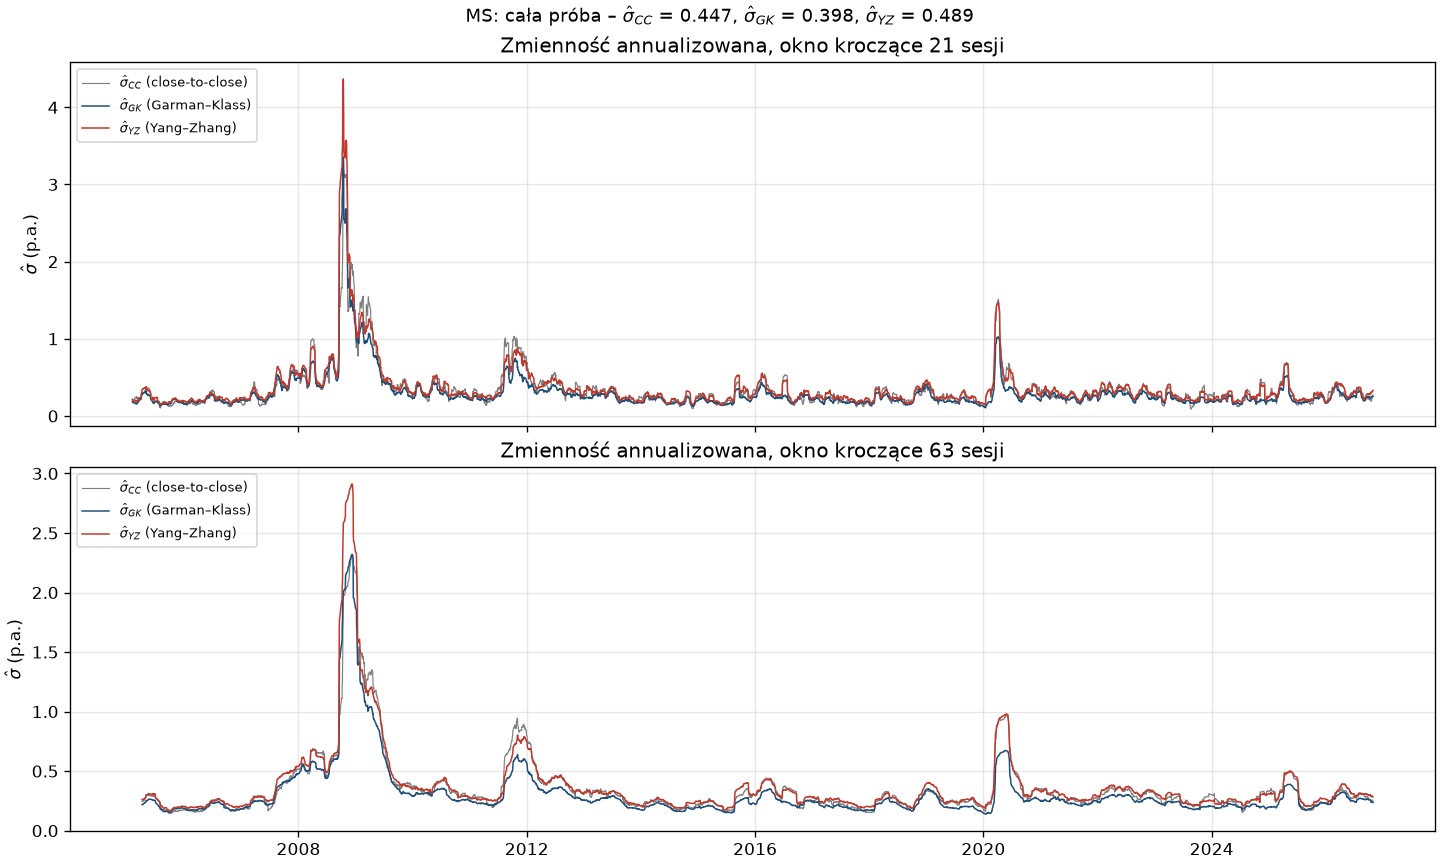 MS: cała próba – σ̂CC = 0.447, σ̂GK = 0.398, σ̂YZ = 0.489
Zmienność annualizowana, okno kroczące 21 sesji
σ̂CC (close-to-close)
σ̂GK (Garman–Klass)
σ̂YZ (Yang–Zhang)
4
3
2
1
0
σ̂ (p.a.)
Zmienność annualizowana, okno kroczące 63 sesji
σ̂CC (close-to-close)
σ̂GK (Garman–Klass)
σ̂YZ (Yang–Zhang)
3.0
2.5
2.0
1.5
1.0
0.5
0.0
σ̂ (p.a.)
2008 2012 2016 2020 2024